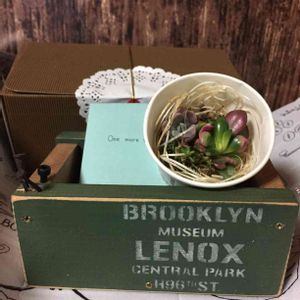 One more
BROOKLYN
MUSEUM
LENOX
CENTRAL PARK
H96TH ST.